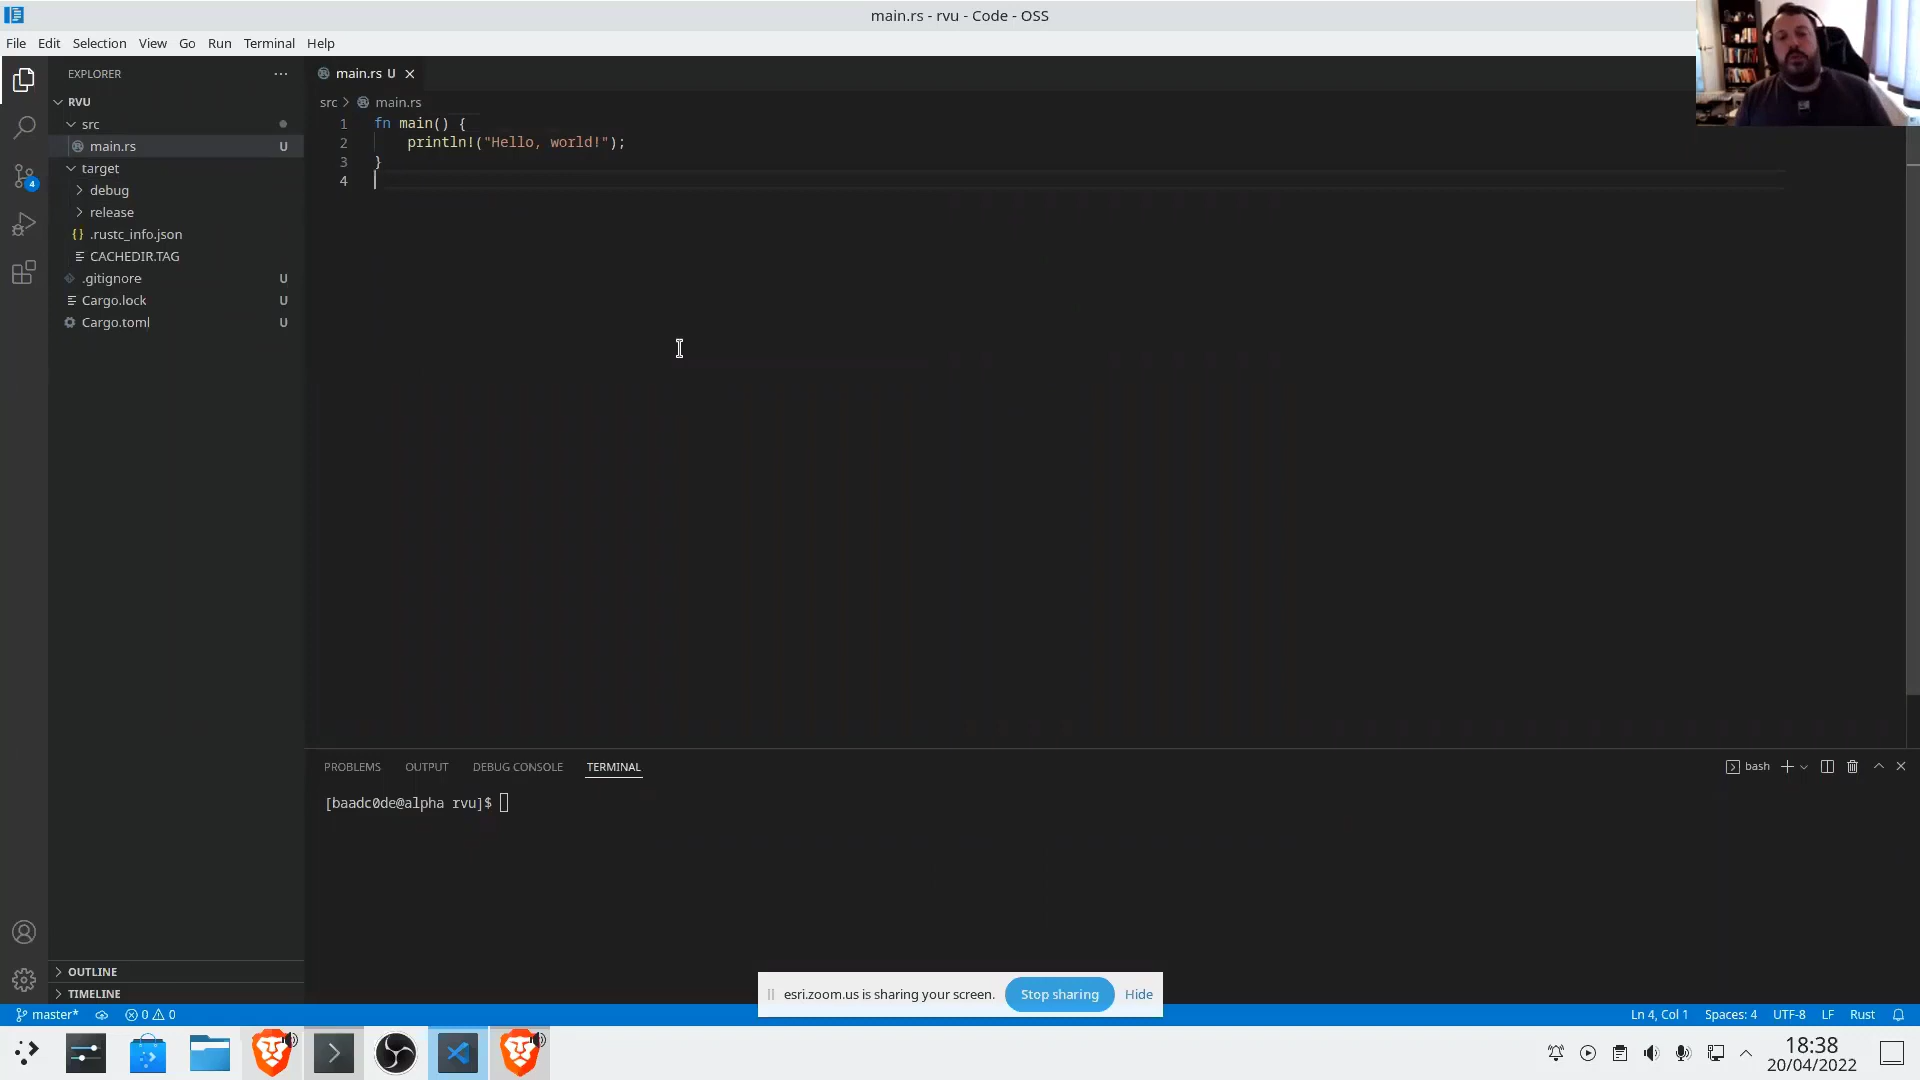 main.rs - rvu - Code - OSS
File Edit Selection View Go Run Terminal Help
EXPLORER
RVU
src
main.rs U
target
debug
release
{} .rustc_info.json
CACHEDIR.TAG
.gitignore U
Cargo.lock U
Cargo.toml U
OUTLINE
TIMELINE
4
main.rs U
src > main.rs
1 fn main() {
2 println!("Hello, world!");
3 }
4
PROBLEMS OUTPUT DEBUG CONSOLE TERMINAL
bash
[baadc0de@alpha rvu]$
esri.zoom.us is sharing your screen. Stop sharing Hide
master* 0 0 Ln 4, Col 1 Spaces: 4 UTF-8 LF Rust
18:38
20/04/2022